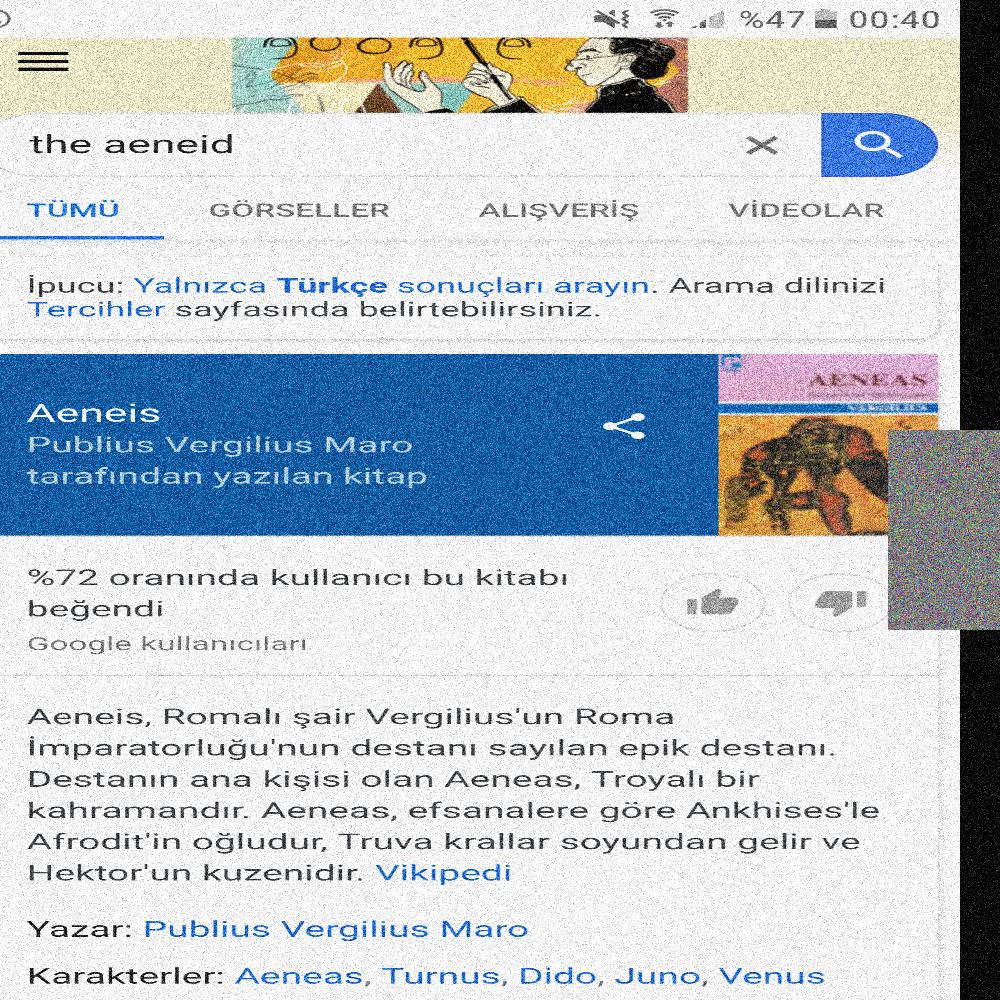 %47 00:40
the aeneid
TÜMÜ GÖRSELLER ALIŞVERİŞ VİDEOLAR
İpucu: Yalnızca Türkçe sonuçları arayın. Arama dilinizi
Tercihler sayfasında belirtebilirsiniz.
AENEAS
VERGILIUS
Aeneis
Publius Vergilius Maro
tarafından yazılan kitap
%72 oranında kullanıcı bu kitabı
beğendi
Google kullanıcıları
Aeneis, Romalı şair Vergilius'un Roma
İmparatorluğu'nun destanı sayılan epik destanı.
Destanın ana kişisi olan Aeneas, Troyalı bir
kahramandır. Aeneas, efsanalere göre Ankhises'le
Afrodit'in oğludur, Truva krallar soyundan gelir ve
Hektor'un kuzenidir. Vikipedi
Yazar: Publius Vergilius Maro
Karakterler: Aeneas, Turnus, Dido, Juno, Venus